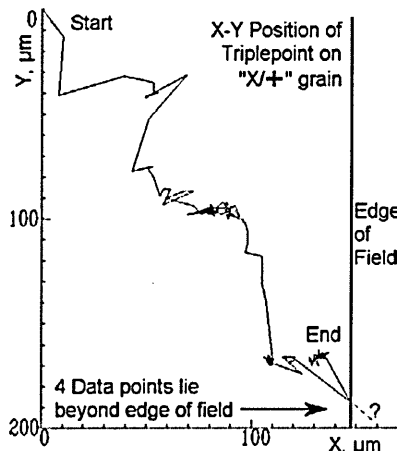 0
Start
X-Y Position of
Triplepoint on
"X/+" grain
Y, µm
100
Edge
of
Field
End
4 Data points lie
beyond edge of field
?
200
0
100
X, µm